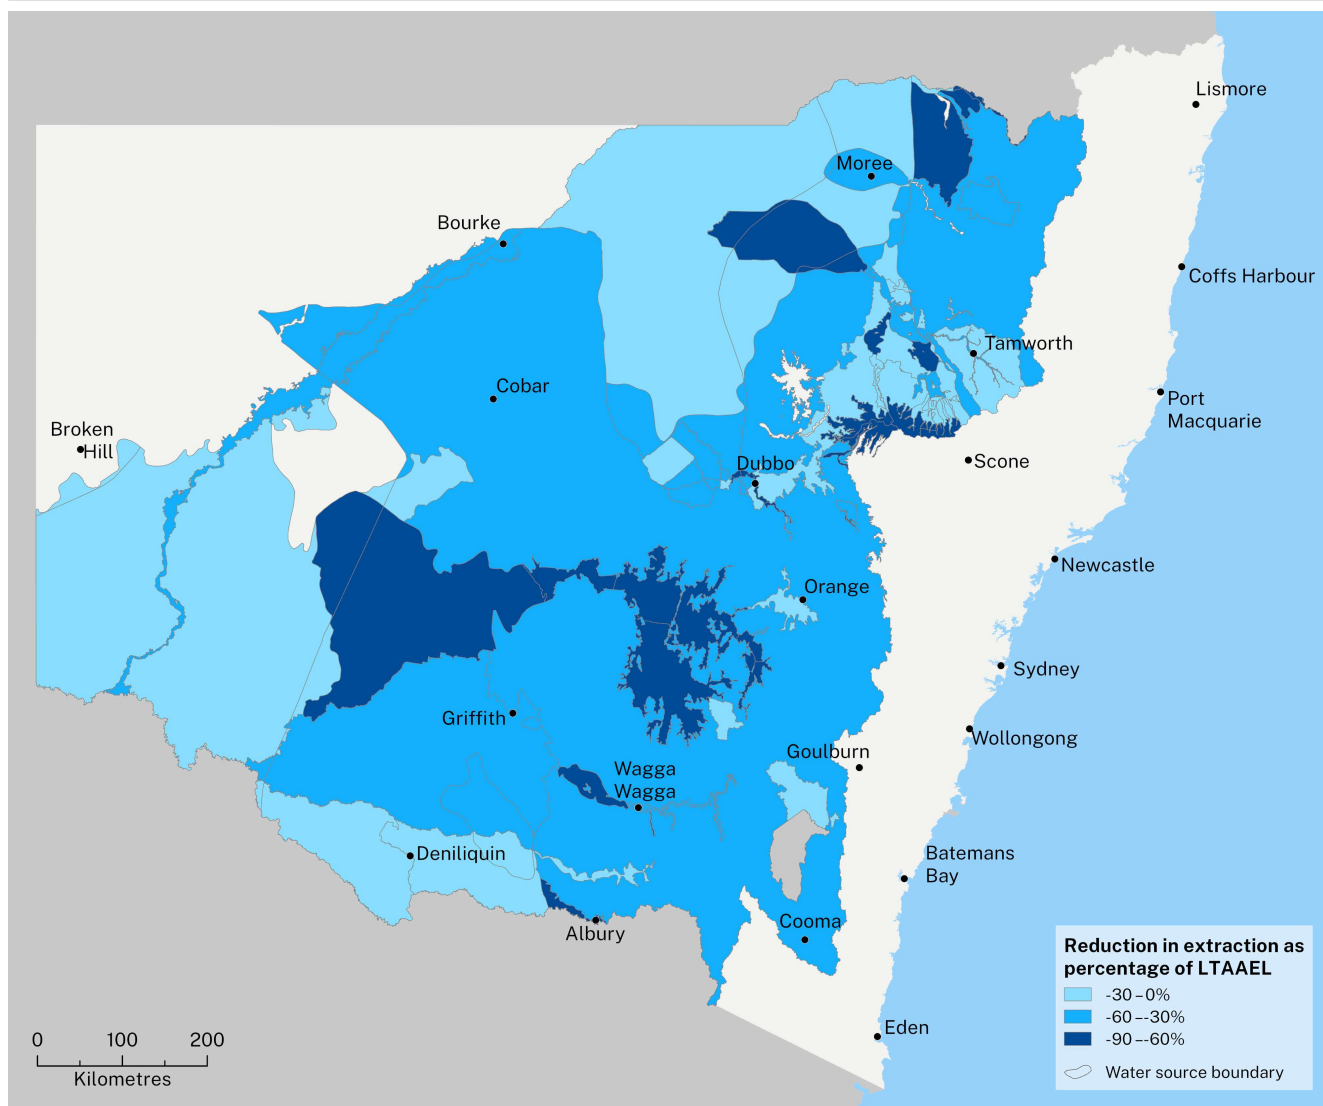 Lismore
Moree
Bourke
Coffs Harbour
Tamworth
Cobar
Port
Macquarie
Broken
Hill
Dubbo
Scone
Newcastle
Orange
Sydney
Griffith
Wollongong
Goulburn
Wagga
Wagga
Deniliquin
Batemans
Bay
Albury
Cooma
Eden
Reduction in extraction as
percentage of LTAAEL
-30 – 0%
-60 – -30%
-90 – -60%
Water source boundary
0 100 200
Kilometres